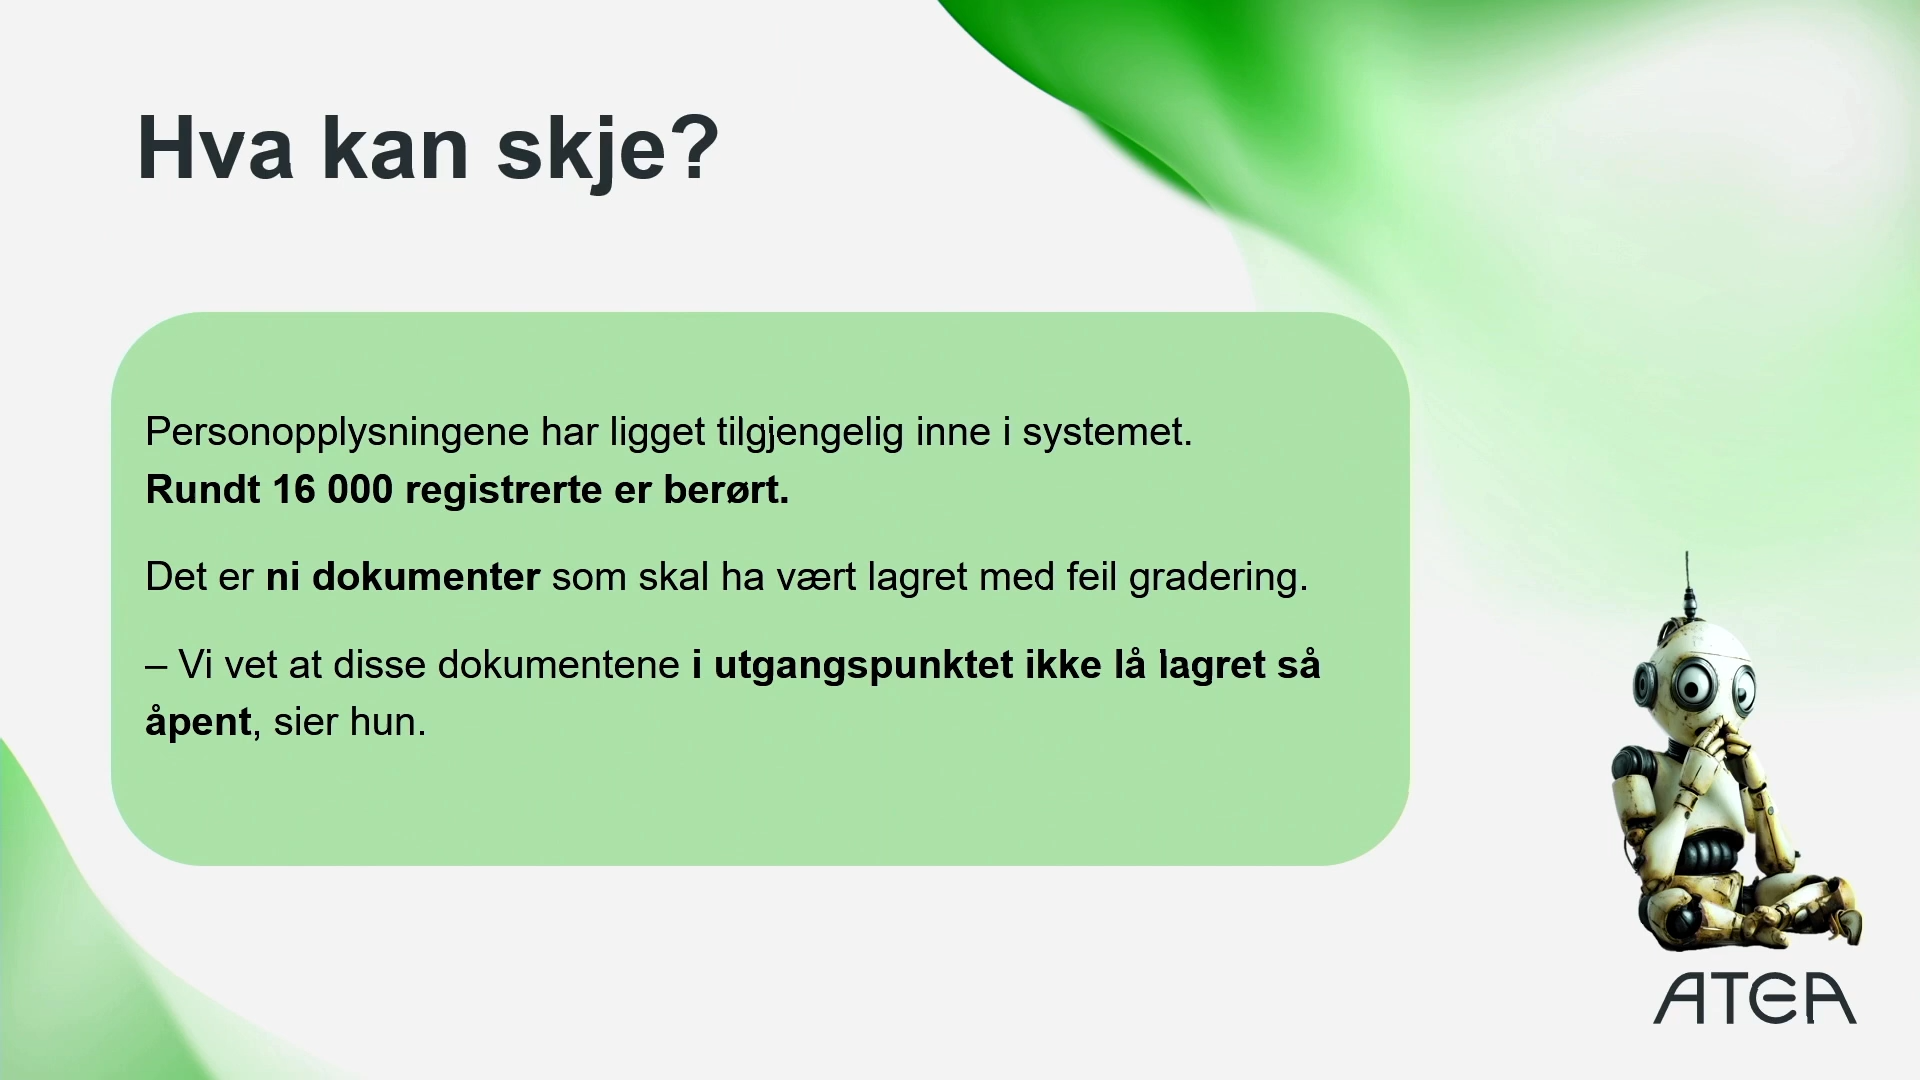 Hva kan skje?
Personopplysningene har ligget tilgjengelig inne i systemet.
Rundt 16 000 registrerte er berørt.
Det er ni dokumenter som skal ha vært lagret med feil gradering.
– Vi vet at disse dokumentene i utgangspunktet ikke lå lagret så
åpent, sier hun.
ATEA